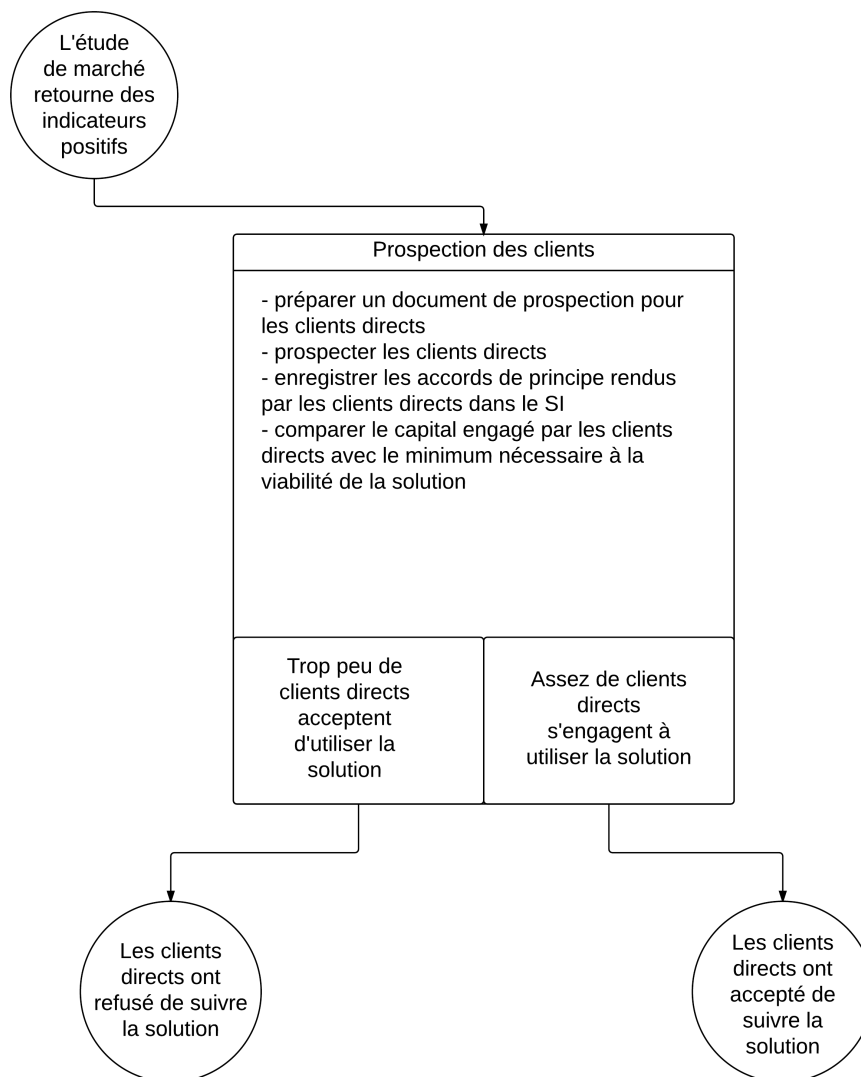 L'étude
de marché
retourne des
indicateurs
positifs
Prospection des clients
- préparer un document de prospection pour
les clients directs
- prospecter les clients directs
- enregistrer les accords de principe rendus
par les clients directs dans le SI
- comparer le capital engagé par les clients
directs avec le minimum nécessaire à la
viabilité de la solution
Trop peu de
clients directs
acceptent
d'utiliser la
solution
Assez de clients
directs
s'engagent à
utiliser la solution
Les clients
directs ont
refusé de suivre
la solution
Les clients
directs ont
accepté de
suivre la
solution